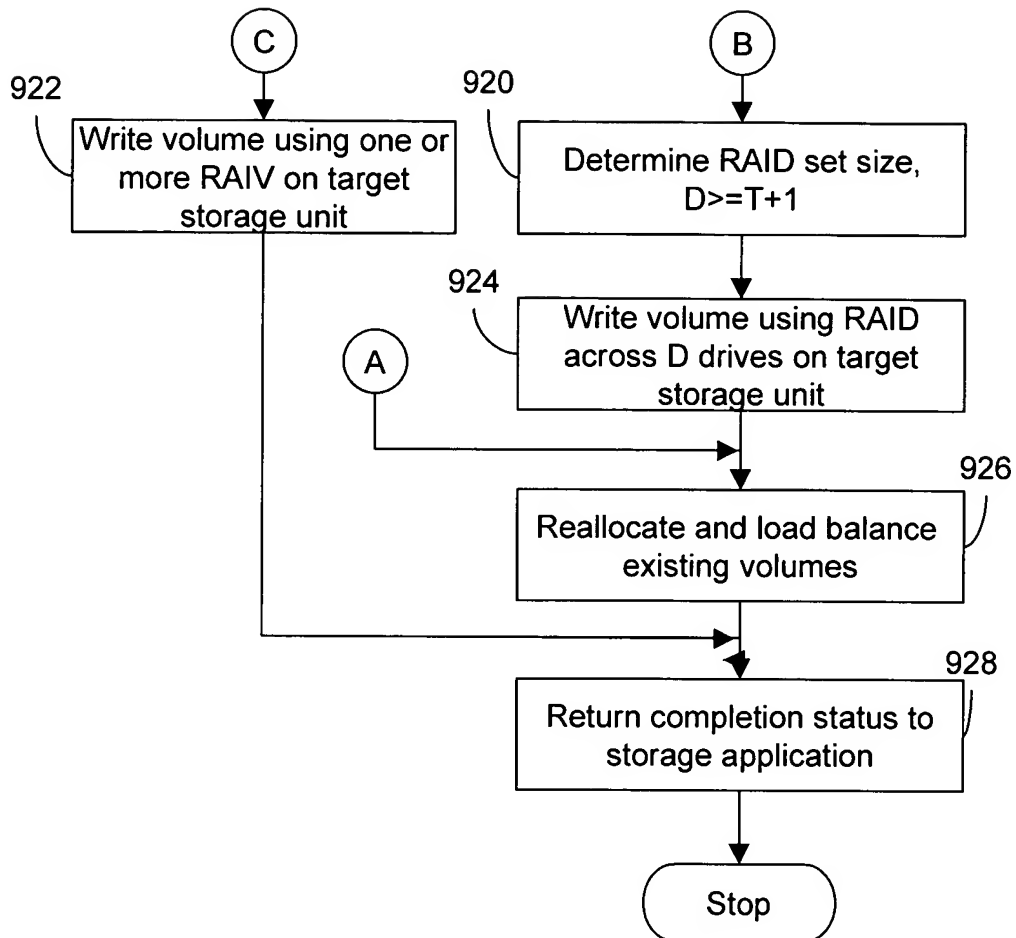 C
B
922
920
Write volume using one or
more RAIV on target
storage unit
Determine RAID set size,
D>=T+1
924
Write volume using RAID
across D drives on target
storage unit
A
926
Reallocate and load balance
existing volumes
928
Return completion status to
storage application
Stop